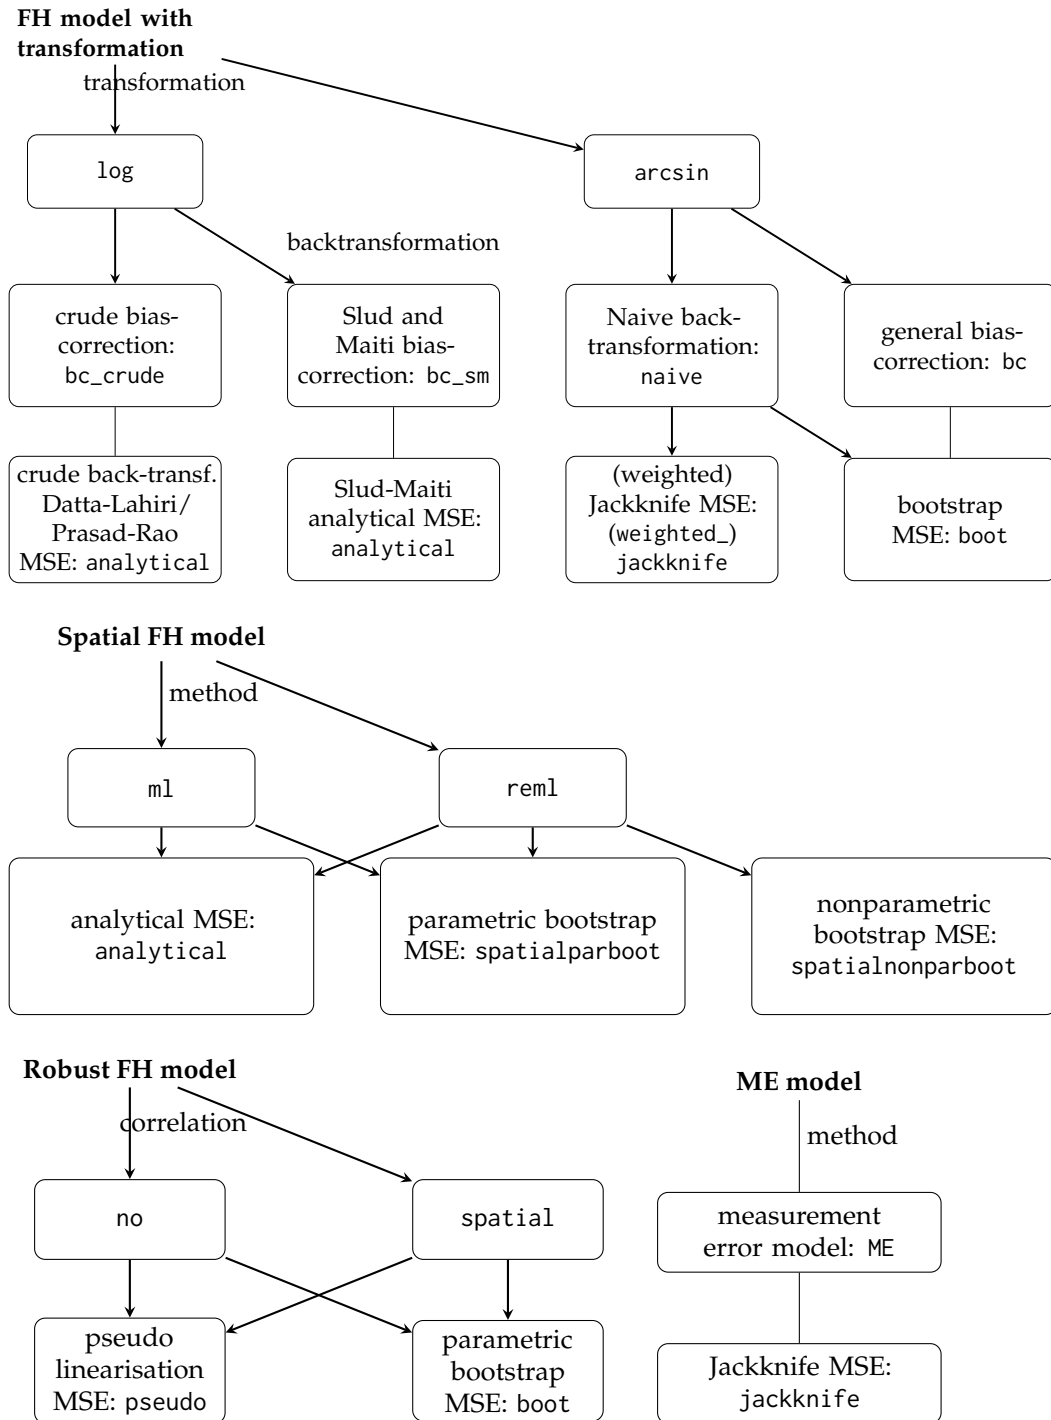 FH model with
transformation
transformation
log
arcsin
backtransformation
crude bias-
correction:
bc_crude
Slud and
Maiti bias-
correction: bc_sm
Naive back-
transformation:
naive
general bias-
correction: bc
crude back-transf.
Datta-Lahiri/
Prasad-Rao
MSE: analytical
Slud-Maiti
analytical MSE:
analytical
(weighted)
Jackknife MSE:
(weighted_)
jackknife
bootstrap
MSE: boot
Spatial FH model
method
ml
reml
analytical MSE:
analytical
parametric bootstrap
MSE: spatialparboot
nonparametric
bootstrap MSE:
spatialnonparboot
Robust FH model
correlation
no
spatial
pseudo
linearisation
MSE: pseudo
parametric
bootstrap
MSE: boot
ME model
method
measurement
error model: ME
Jackknife MSE:
jackknife